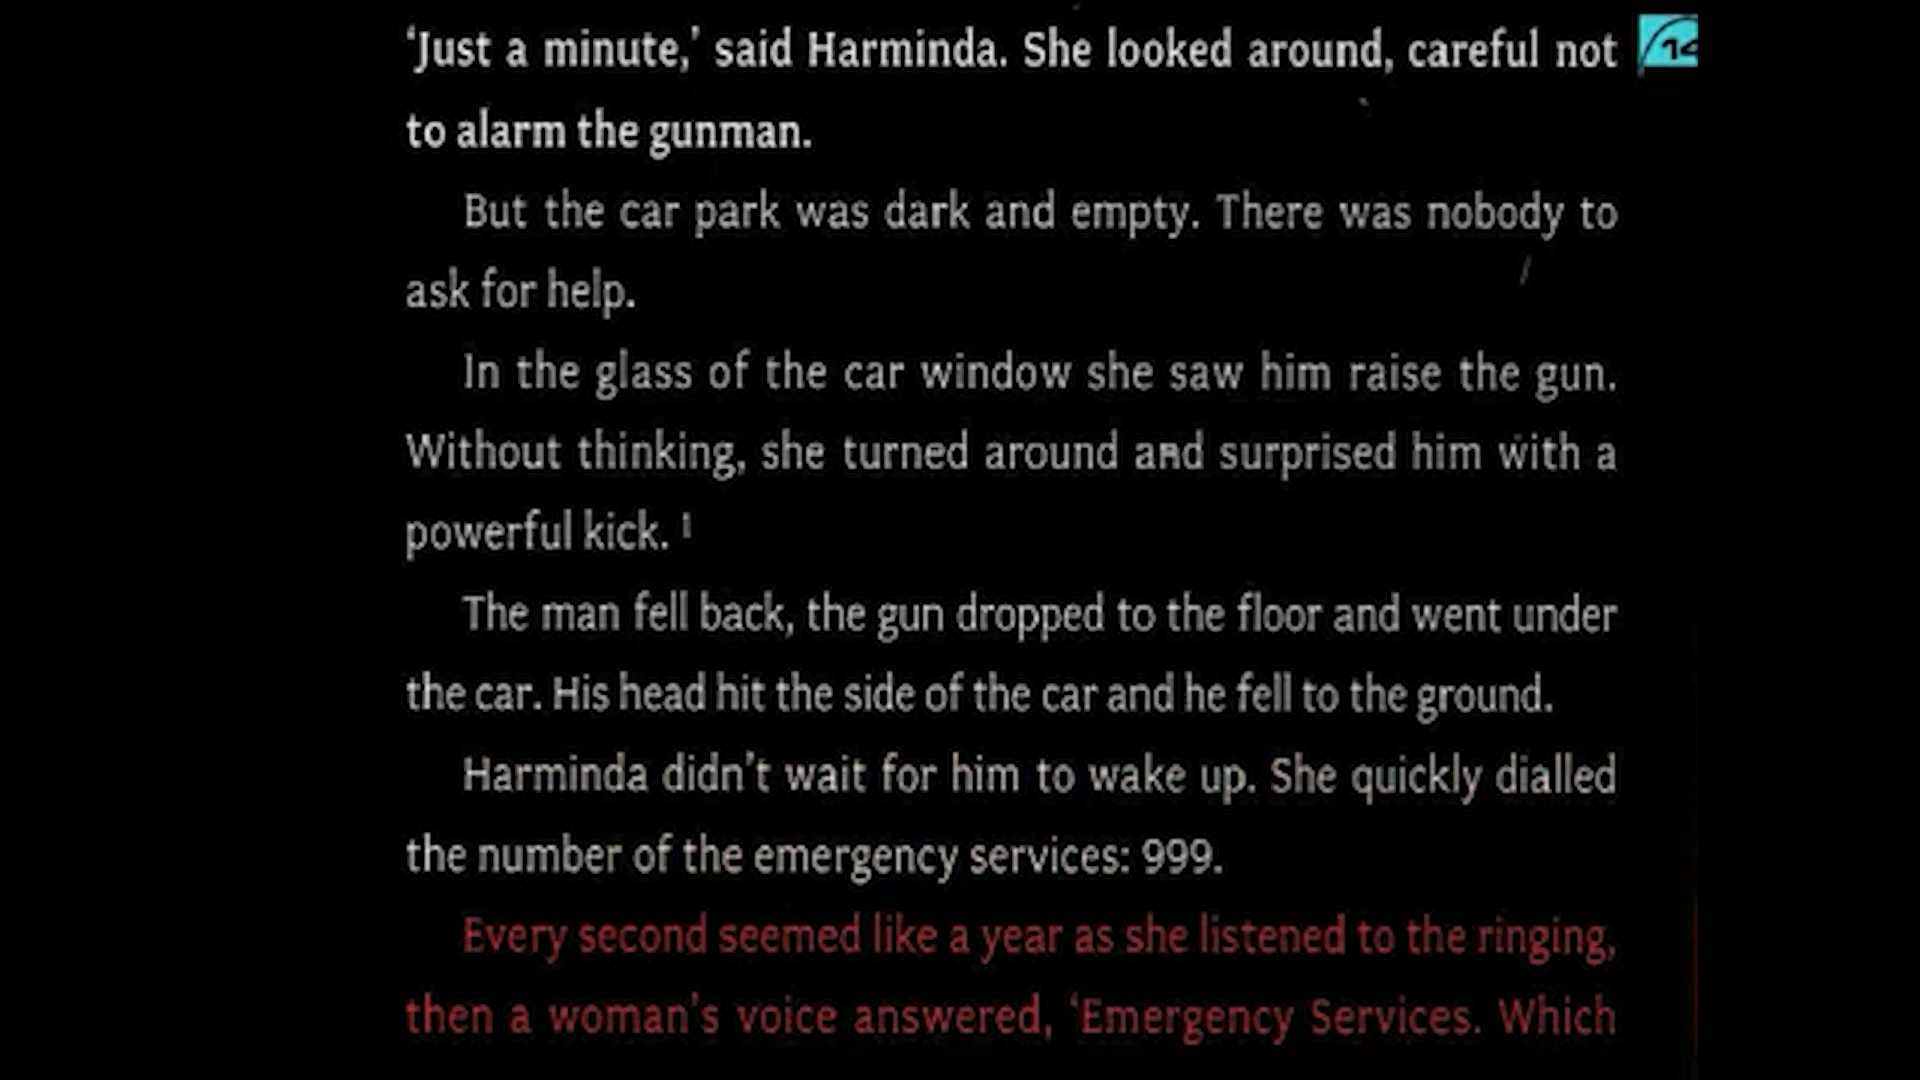 ‘Just a minute,’ said Harminda. She looked around, careful not
14
to alarm the gunman.
But the car park was dark and empty. There was nobody to
ask for help.
In the glass of the car window she saw him raise the gun.
Without thinking, she turned around and surprised him with a
powerful kick.
The man fell back, the gun dropped to the floor and went under
the car. His head hit the side of the car and he fell to the ground.
Harminda didn’t wait for him to wake up. She quickly dialled
the number of the emergency services: 999.
Every second seemed like a year as she listened to the ringing,
then a woman’s voice answered, ‘Emergency Services. Which